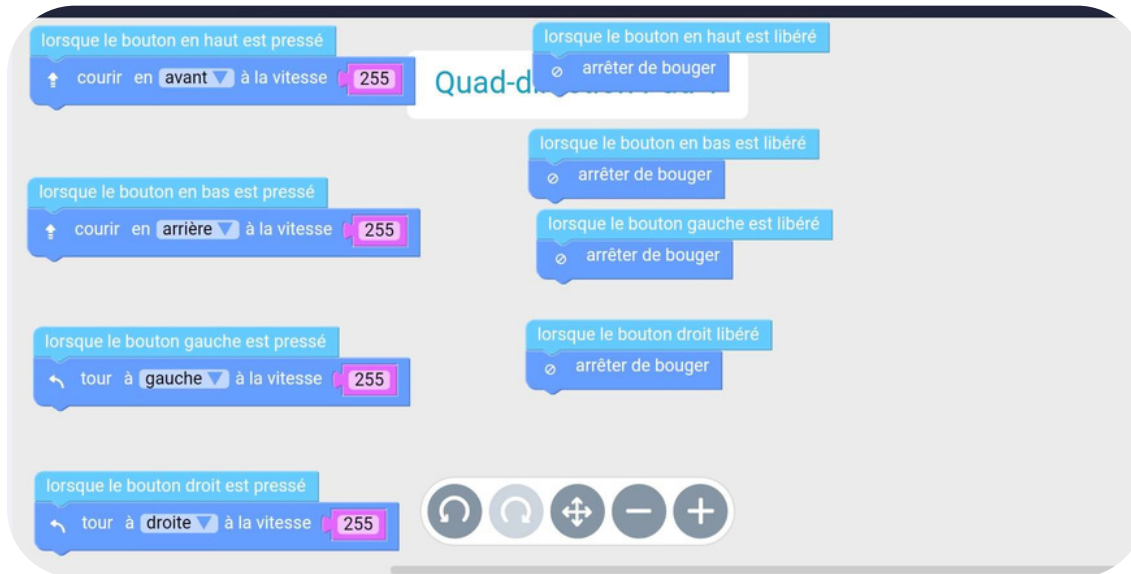 lorsque le bouton en haut est pressé
courir en avant à la vitesse 255
lorsque le bouton en bas est pressé
courir en arrière à la vitesse 255
lorsque le bouton gauche est pressé
tour à gauche à la vitesse 255
lorsque le bouton droit est pressé
tour à droite à la vitesse 255
Quad-d
lorsque le bouton en haut est libéré
arrêter de bouger
lorsque le bouton en bas est libéré
arrêter de bouger
lorsque le bouton gauche est libéré
arrêter de bouger
lorsque le bouton droit libéré
arrêter de bouger